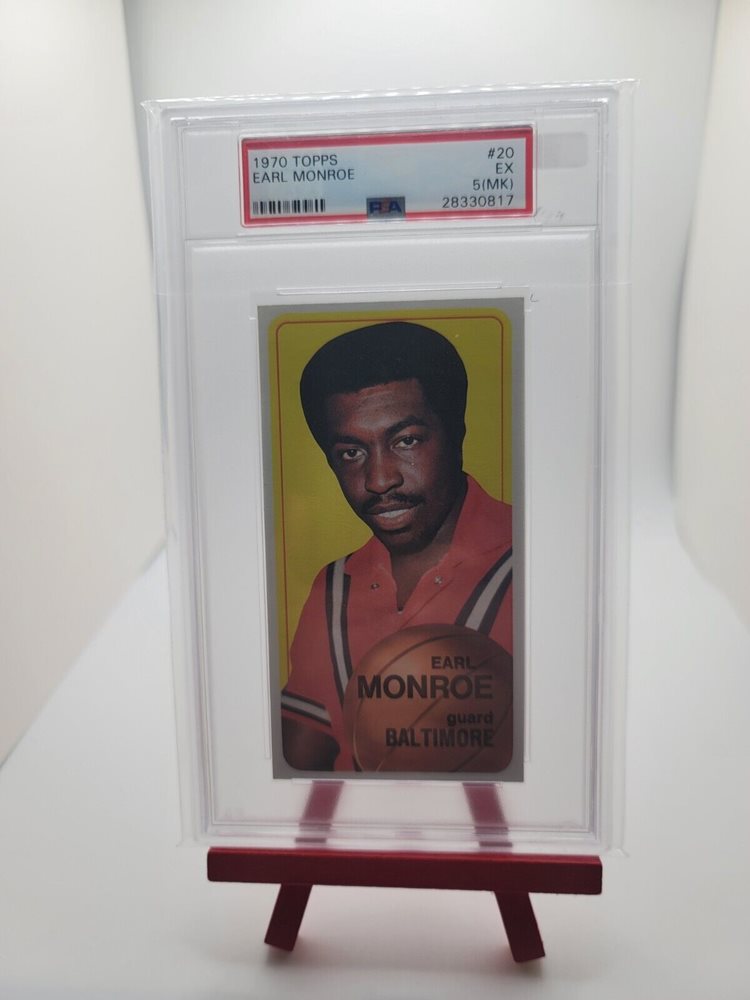 1970 TOPPS #20
EARL MONROE EX
5(MK)
PSA 28330817
EARL
MONROE
guard
BALTIMORE